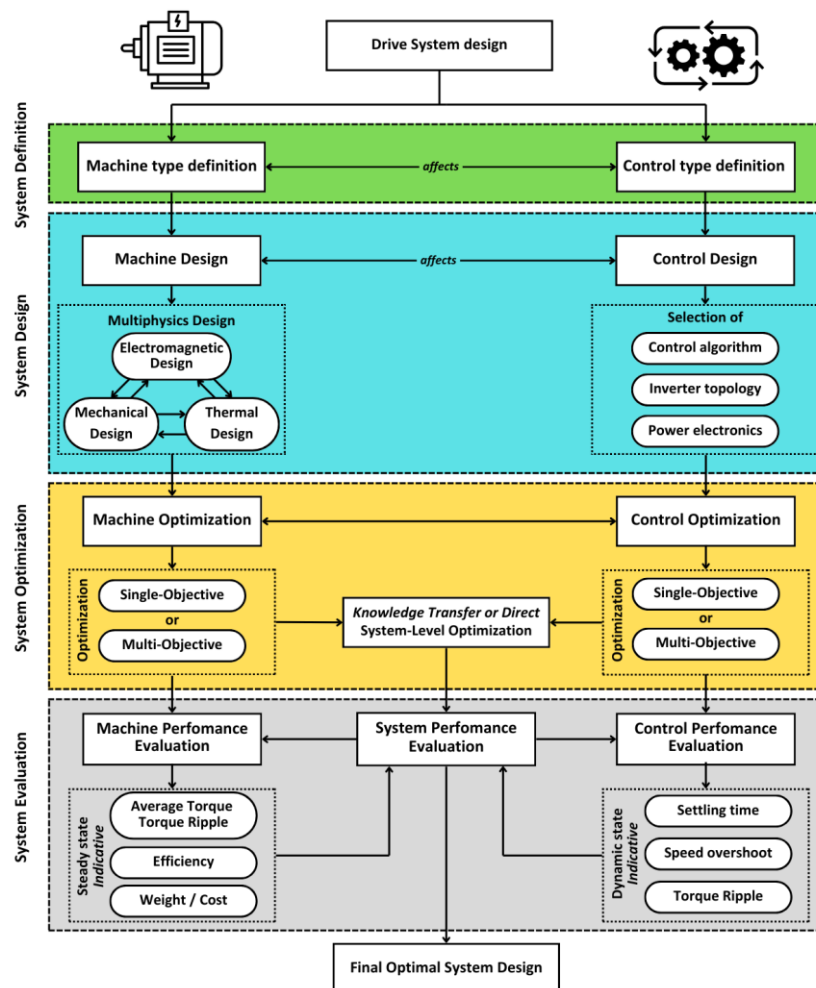 Drive System design
System Definition
Machine type definition
affects
Control type definition
System Design
Machine Design
affects
Control Design
Multiphysics Design
Electromagnetic
Design
Mechanical
Design
Thermal
Design
Selection of
Control algorithm
Inverter topology
Power electronics
System Optimization
Machine Optimization
Control Optimization
Optimization
Single-Objective
or
Multi-Objective
Knowledge Transfer or Direct
System-Level Optimization
Optimization
Single-Objective
or
Multi-Objective
System Evaluation
Machine Perfomance
Evaluation
System Perfomance
Evaluation
Control Perfomance
Evaluation
Steady state
Indicative
Average Torque
Torque Ripple
Efficiency
Weight / Cost
Dynamic state
Indicative
Settling time
Speed overshoot
Torque Ripple
Final Optimal System Design